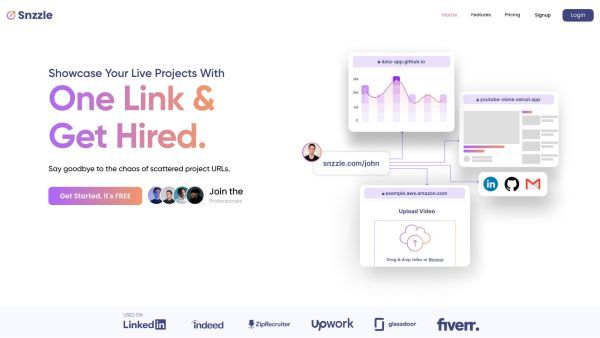 Snzzle
Home
Features
Pricing
Signup
Login
Showcase Your Live Projects With
One Link &
Get Hired.
Say goodbye to the chaos of scattered project URLs.
Get Started. It's FREE
Join the
Professionals
data-app.github.io
3M
2M
1M
0
youtube-clone.vercel.app
snzzle.com/john
in
example.aws.amazon.com
Upload Video
Drag & drop video or Browse
USED ON
LinkedIn
indeed
ZipRecruiter
Upwork
glassdoor
fiverr.